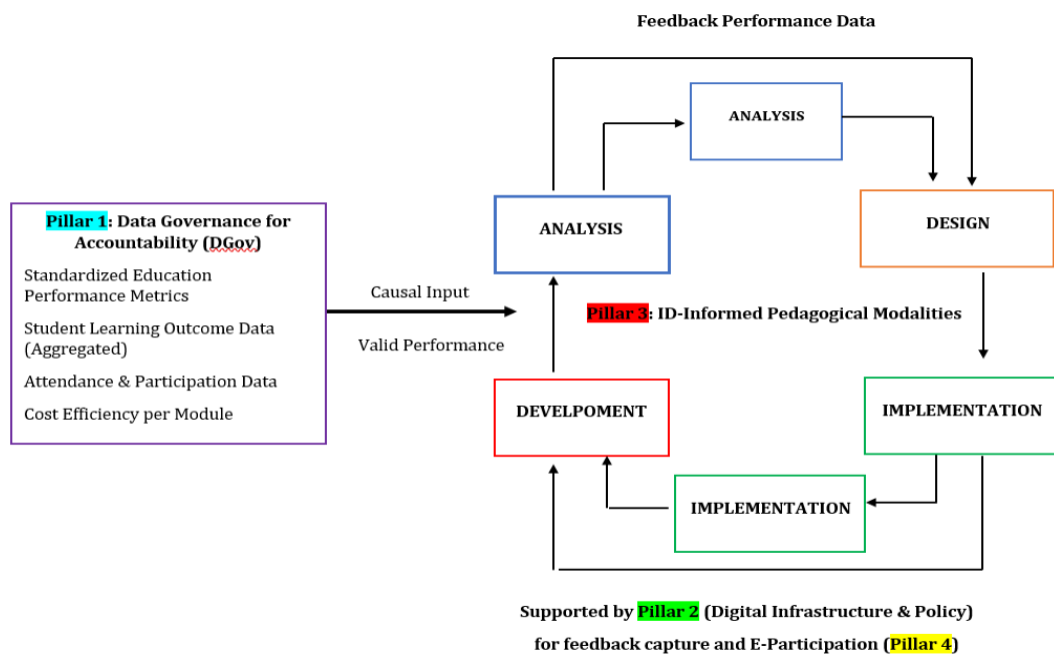 Feedback Performance Data
ANALYSIS
ANALYSIS
DESIGN
Pillar 1: Data Governance for
Accountability (DGov)
Standardized Education
Performance Metrics
Student Learning Outcome Data
(Aggregated)
Attendance & Participation Data
Cost Efficiency per Module
Causal Input
Valid Performance
Pillar 3: ID-Informed Pedagogical Modalities
DEVELPOMENT
IMPLEMENTATION
IMPLEMENTATION
Supported by Pillar 2 (Digital Infrastructure & Policy)
for feedback capture and E-Participation (Pillar 4)